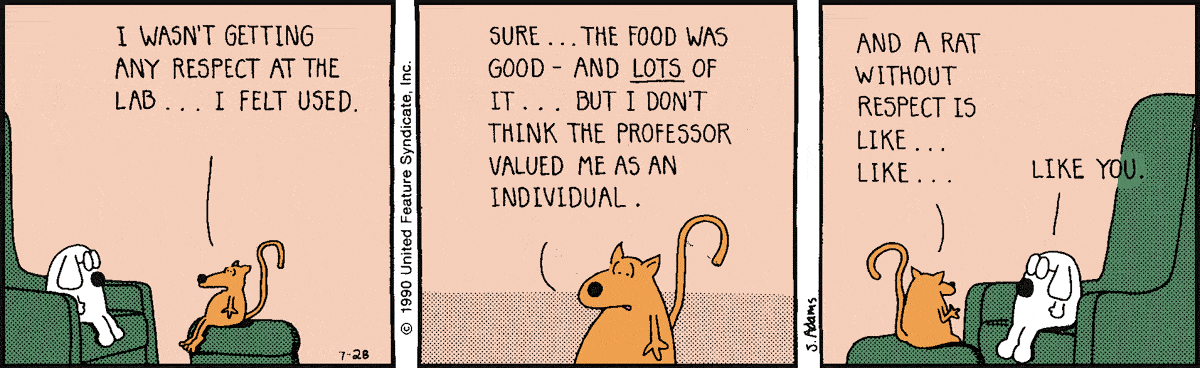 I WASN'T GETTING
ANY RESPECT AT THE
LAB... I FELT USED.
7-28
© 1990 United Feature Syndicate, Inc.
SURE...THE FOOD WAS
GOOD - AND LOTS OF
IT... BUT I DON'T
THINK THE PROFESSOR
VALUED ME AS AN
INDIVIDUAL.
S. Adams
AND A RAT
WITHOUT
RESPECT IS
LIKE...
LIKE...
LIKE YOU.